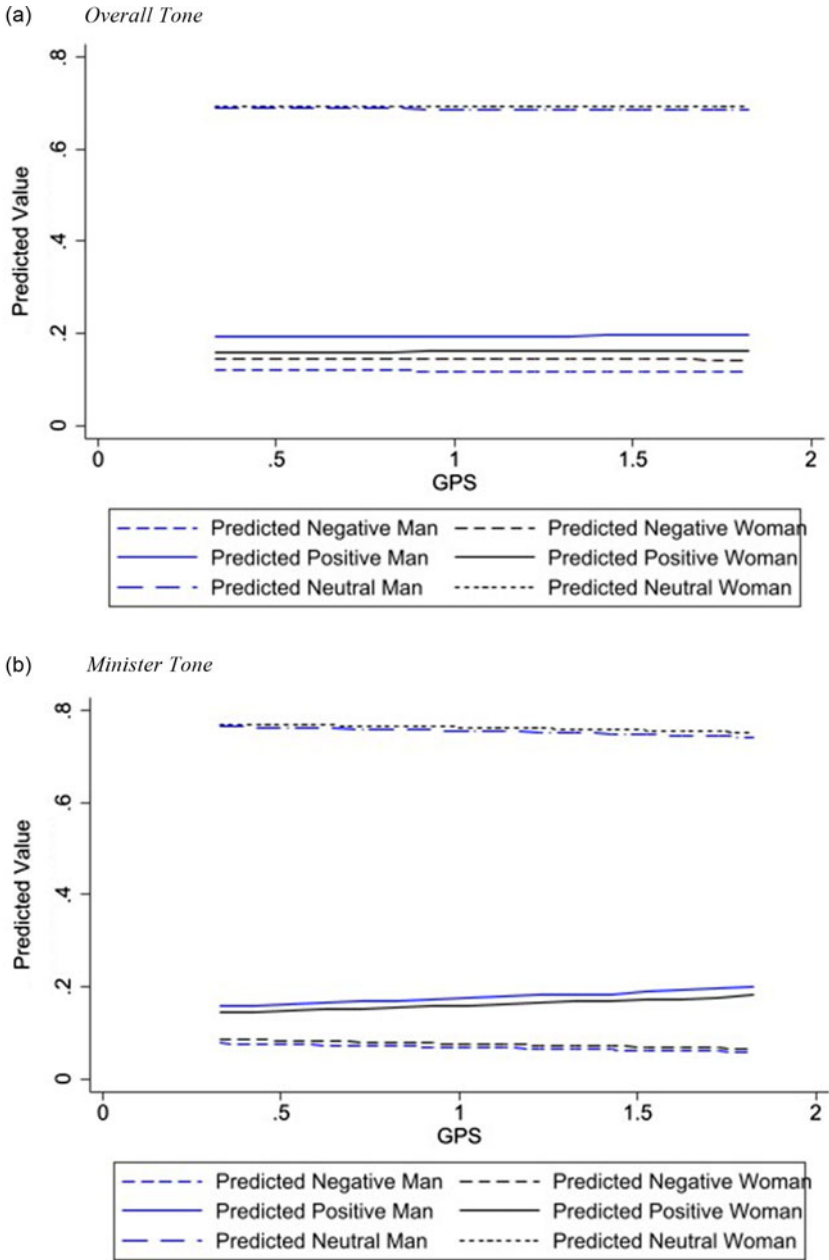 (a) Overall Tone
.8
.6
.4
.2
0
Predicted Value
0 .5 1 1.5 2
GPS
Predicted Negative Man Predicted Negative Woman
Predicted Positive Man Predicted Positive Woman
Predicted Neutral Man Predicted Neutral Woman
(b) Minister Tone
.8
.6
.4
.2
0
Predicted Value
0 .5 1 1.5 2
GPS
Predicted Negative Man Predicted Negative Woman
Predicted Positive Man Predicted Positive Woman
Predicted Neutral Man Predicted Neutral Woman